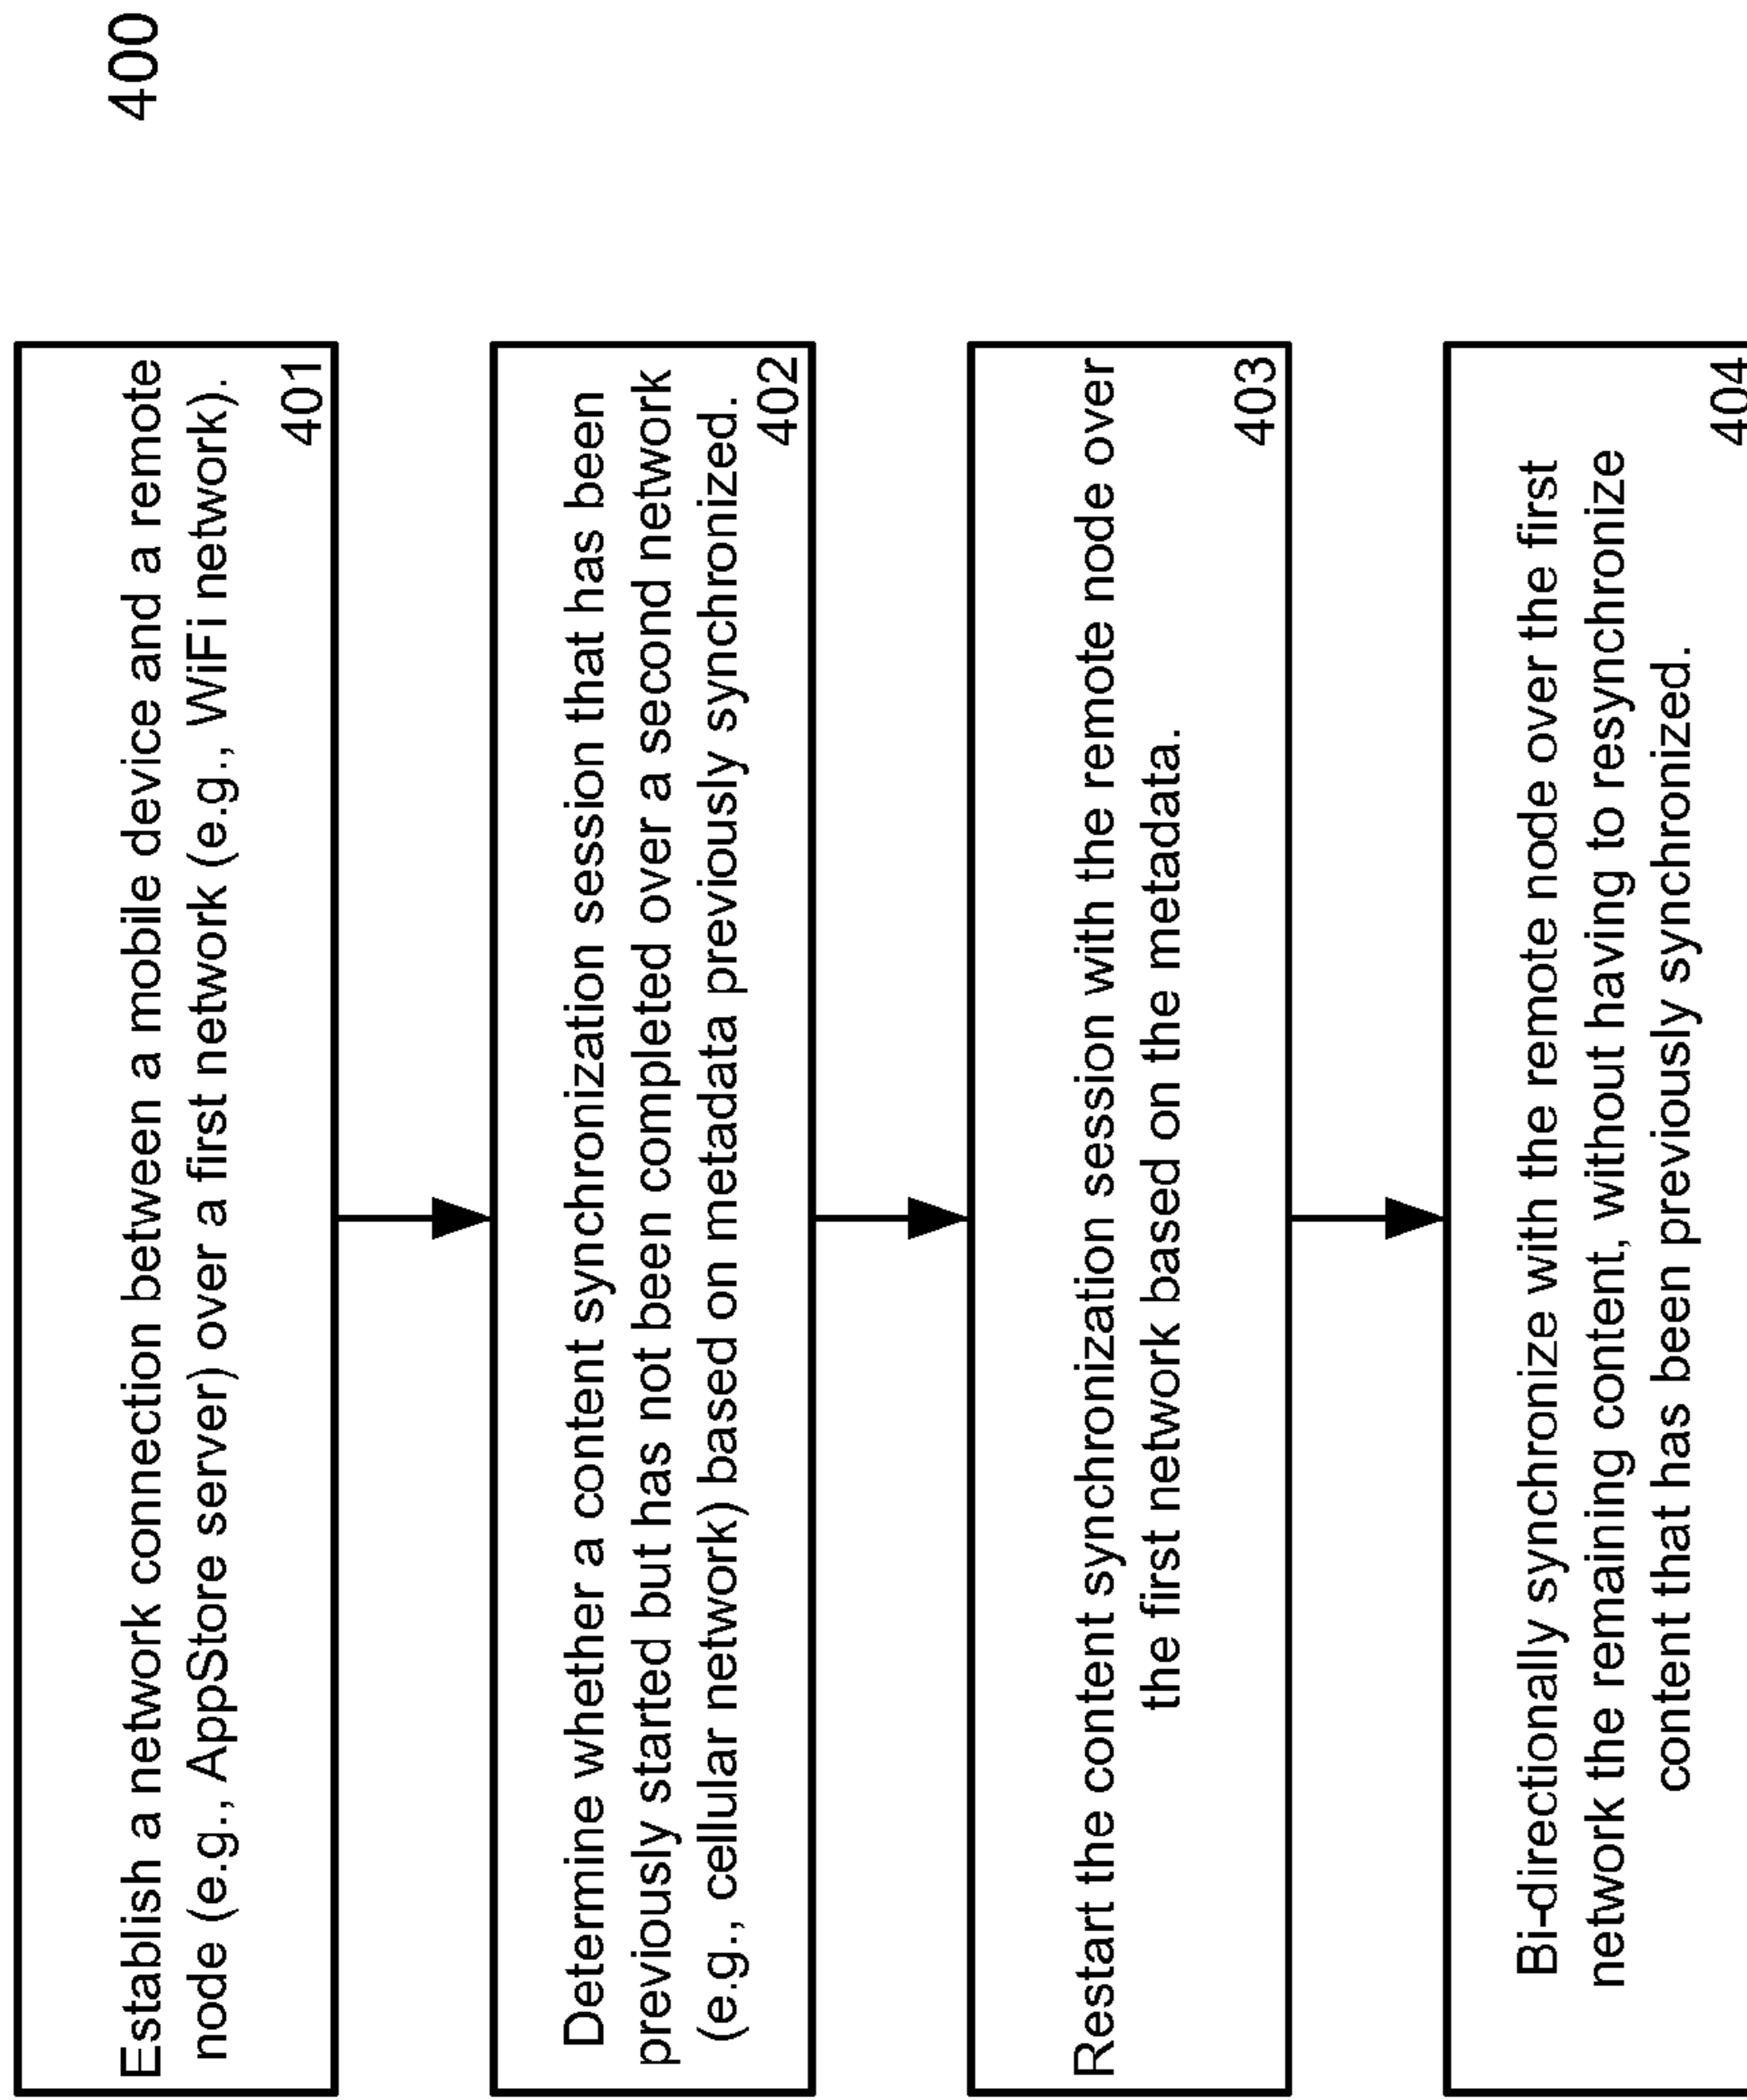 400
Establish a network connection between a mobile device and a remote
node (e.g., AppStore server) over a first network (e.g., WiFi network).
401
Determine whether a content synchronization session that has been
previously started but has not been completed over a second network
(e.g., cellular network) based on metadata previously synchronized.
402
Restart the content synchronization session with the remote node over
the first network based on the metadata.
403
Bi-directionally synchronize with the remote node over the first
network the remaining content, without having to resynchronize
content that has been previously synchronized.
404